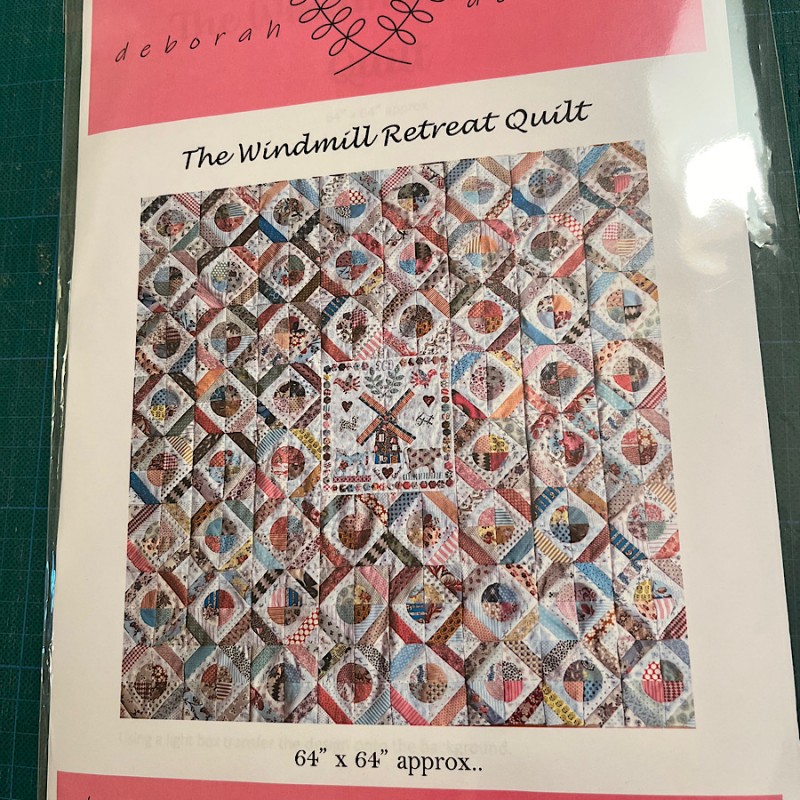 deborah
The Windmill Retreat Quilt
64" x 64" approx..